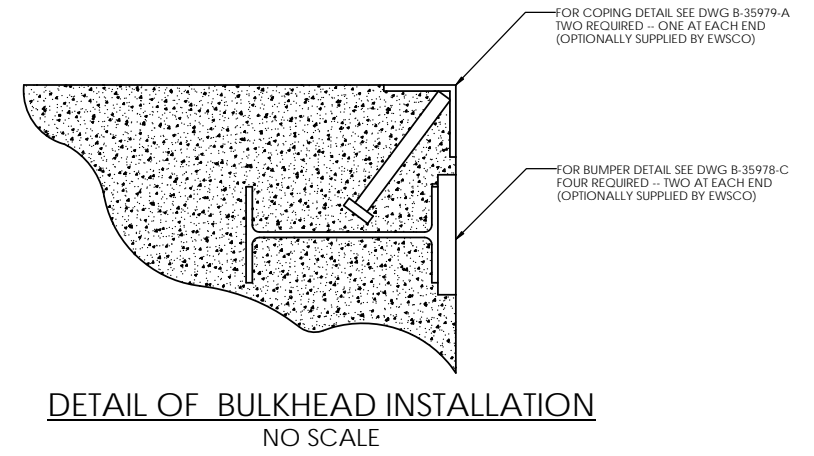 FOR COPING DETAIL SEE DWG B-35979-A
TWO REQUIRED -- ONE AT EACH END
(OPTIONALLY SUPPLIED BY EWSCO)
FOR BUMPER DETAIL SEE DWG B-35978-C
FOUR REQUIRED -- TWO AT EACH END
(OPTIONALLY SUPPLIED BY EWSCO)
DETAIL OF BULKHEAD INSTALLATION
NO SCALE